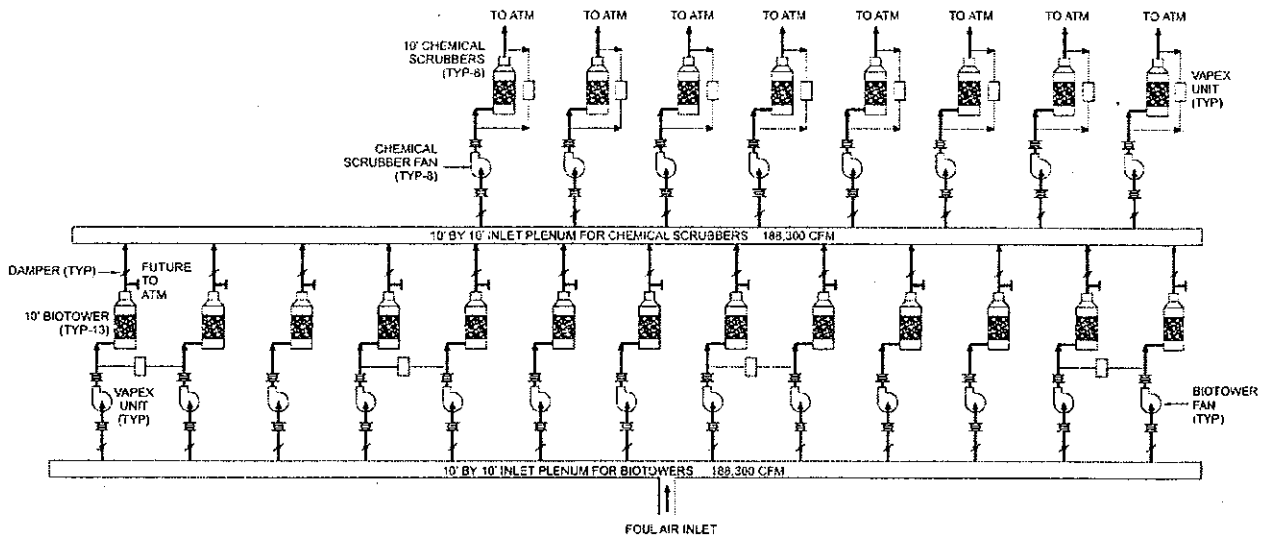 TO ATM
TO ATM
TO ATM
TO ATM
TO ATM
TO ATM
TO ATM
TO ATM
10' CHEMICAL
SCRUBBERS
(TYP-8)
VAPEX
UNIT
(TYP)
CHEMICAL
SCRUBBER FAN
(TYP-8)
10' BY 10' INLET PLENUM FOR CHEMICAL SCRUBBERS 188,300 CFM
DAMPER (TYP)
FUTURE
TO
ATM
10' BIOTOWER
(TYP-13)
VAPEX
UNIT
(TYP)
BIOTOWER
FAN
(TYP)
10' BY 10' INLET PLENUM FOR BIOTOWERS 188,300 CFM
FOUL AIR INLET